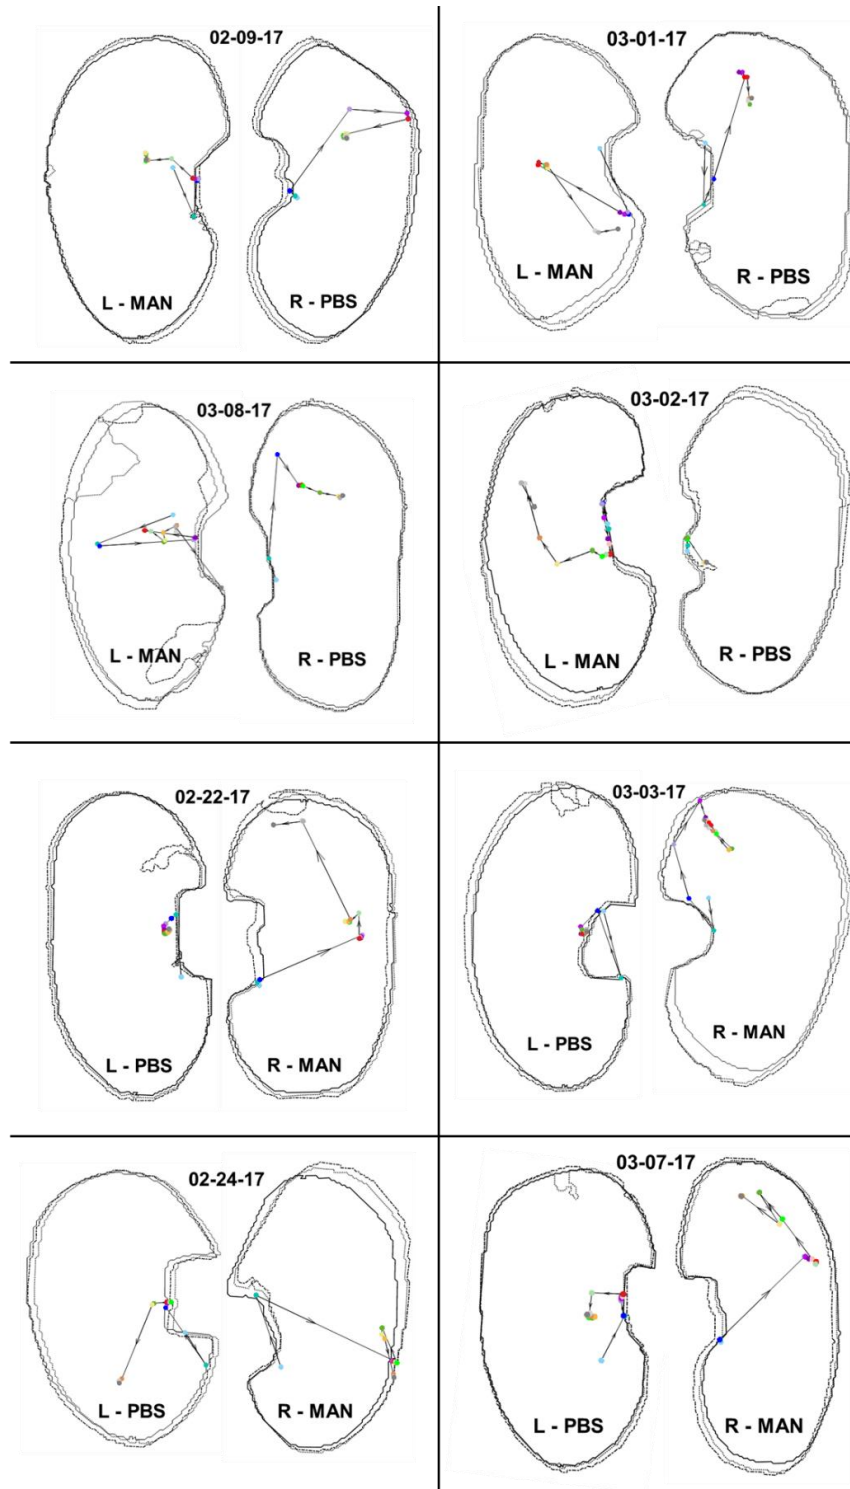 02-09-17
L - MAN
R - PBS
03-01-17
L - MAN
R - PBS
03-08-17
L - MAN
R - PBS
03-02-17
L - MAN
R - PBS
02-22-17
L - PBS
R - MAN
03-03-17
L - PBS
R - MAN
02-24-17
L - PBS
R - MAN
03-07-17
L - PBS
R - MAN